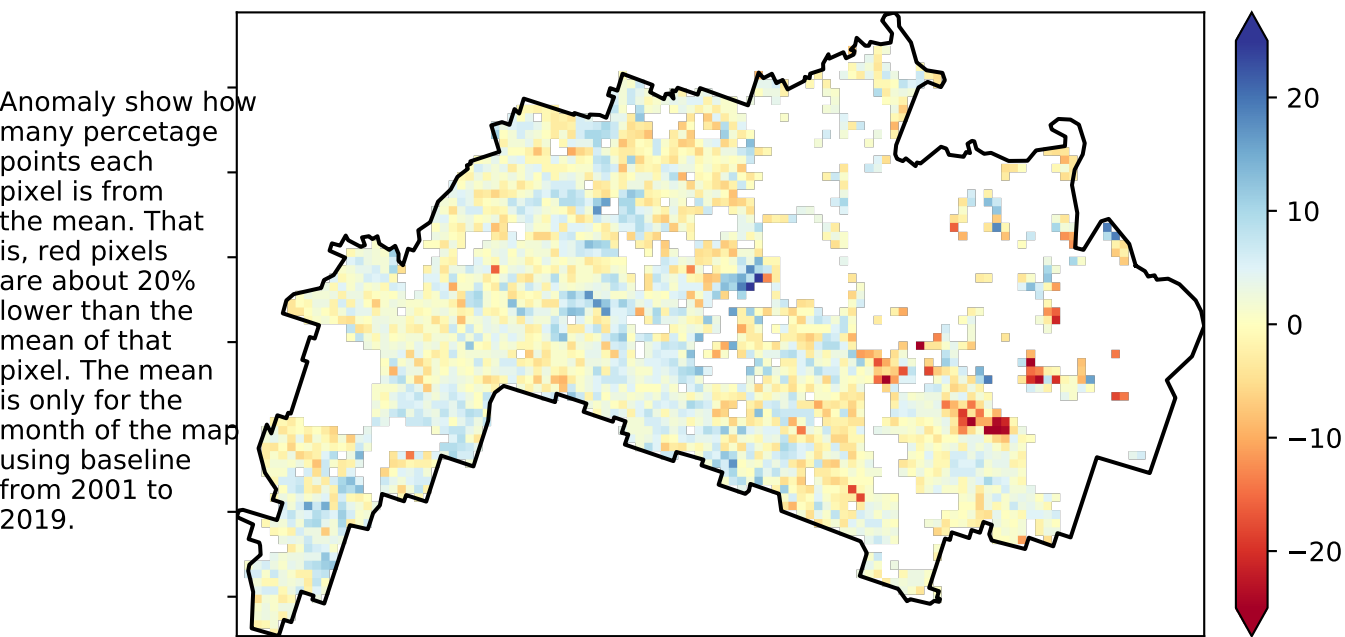 Anomaly show how
many percetage
points each
pixel is from
the mean. That
is, red pixels
are about 20%
lower than the
mean of that
pixel. The mean
is only for the
month of the map
using baseline
from 2001 to
2019.
20
10
0
−10
−20